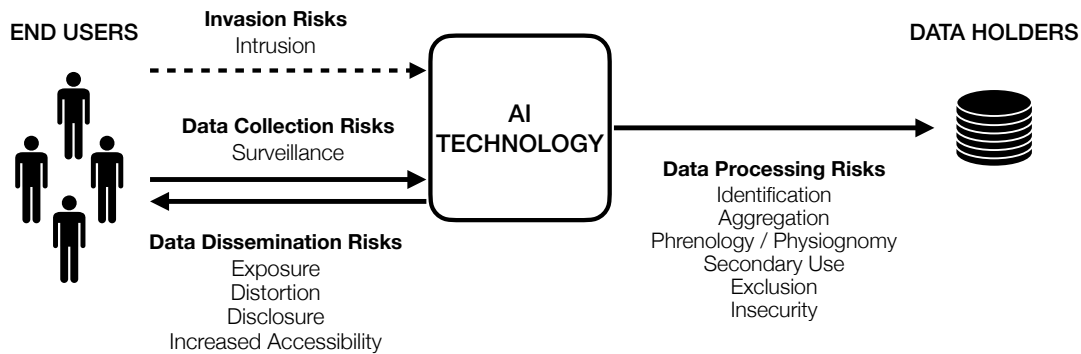 END USERS
Invasion Risks
Intrusion
Data Collection Risks
Surveillance
Data Dissemination Risks
Exposure
Distortion
Disclosure
Increased Accessibility
AI
TECHNOLOGY
DATA HOLDERS
Data Processing Risks
Identification
Aggregation
Phrenology / Physiognomy
Secondary Use
Exclusion
Insecurity